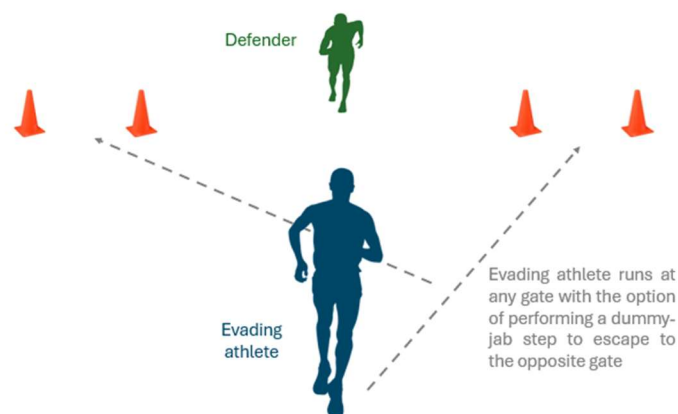 Defender
Evading athlete runs at
any gate with the option
of performing a dummy-
jab step to escape to
the opposite gate
Evading
athlete